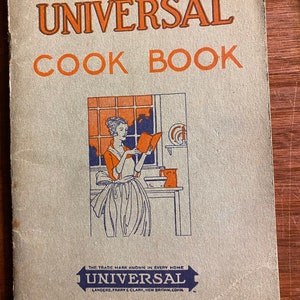 UNIVERSAL
COOK BOOK
THE TRADE MARK KNOWN IN EVERY HOME
UNIVERSAL
LANDERS, FRARY & CLARK, NEW BRITAIN, CONN.